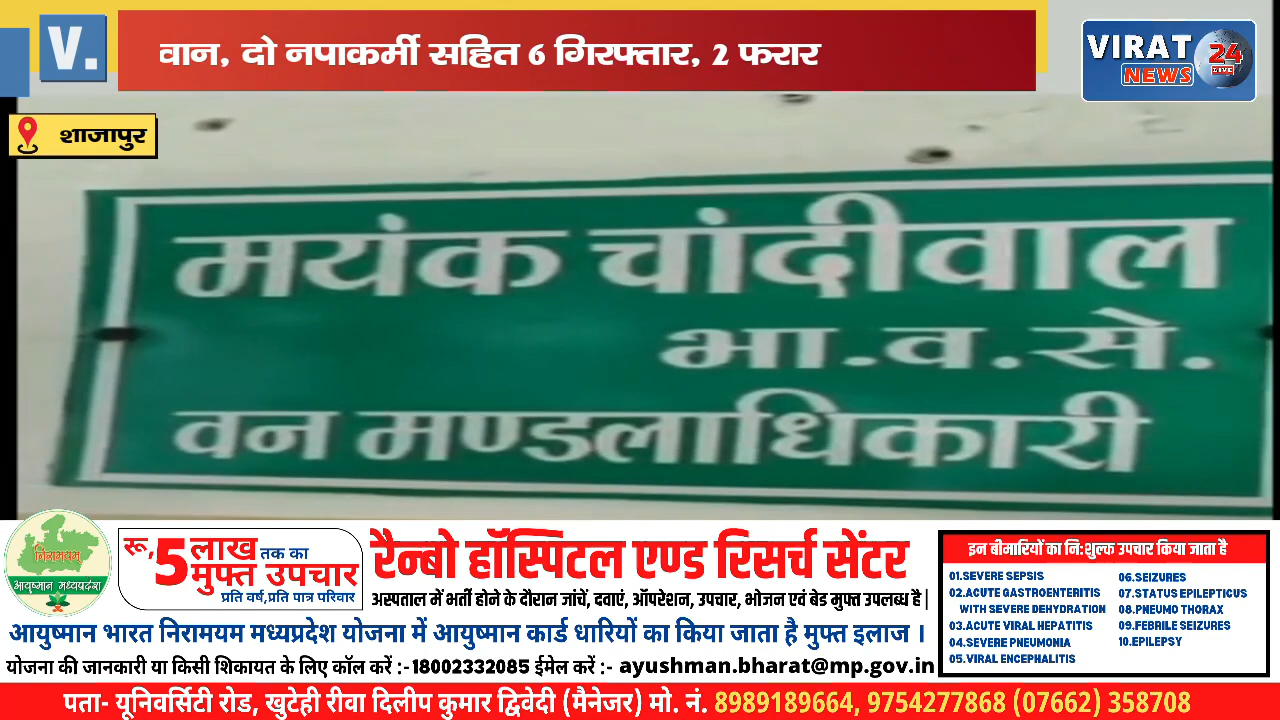 V.
वान, दो नपाकर्मी सहित 6 गिरफ्तार, 2 फरार
VIRAT 24
NEWS LIVE
शाजापुर
मयंक चांदीवाल
भा.व.से.
वन मण्डलाधिकारी
निरामयम
आयुष्मान मध्यप्रदेश
रू,5 लाख तक का
मुफ्त उपचार
प्रति वर्ष,प्रति पात्र परिवार
रैन्बो हॉस्पिटल एण्ड रिसर्च सेंटर
अस्पताल में भर्ती होने के दौरान जांचें, दवाएं, ऑपरेशन, उपचार, भोजन एवं बेड मुफ्त उपलब्ध है |
आयुष्मान भारत निरामयम मध्यप्रदेश योजना में आयुष्मान कार्ड धारियों का किया जाता है मुफ्त इलाज ।
योजना की जानकारी या किसी शिकायत के लिए कॉल करें :-18002332085 ईमेल करें :- ayushman.bharat@mp.gov.in
इन बीमारियों का नि:शुल्क उपचार किया जाता है
01.SEVERE SEPSIS
02.ACUTE GASTROENTERITIS
WITH SEVERE DEHYDRATION
03.ACUTE VIRAL HEPATITIS
04.SEVERE PNEUMONIA
05.VIRAL ENCEPHALITIS
06.SEIZURES
07.STATUS EPILEPTICUS
08.PNEUMO THORAX
09.FEBRILE SEIZURES
10.EPILEPSY
पता- यूनिवर्सिटी रोड, खुटेही रीवा दिलीप कुमार द्विवेदी (मैनेजर) मो. नं. 8989189664, 9754277868 (07662) 358708